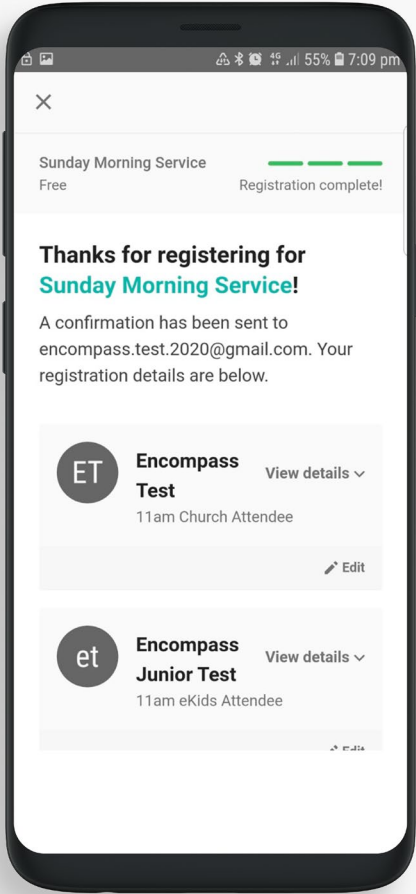 4G 55% 7:09 pm
Sunday Morning Service
Free Registration complete!
Thanks for registering for
Sunday Morning Service!
A confirmation has been sent to
encompass.test.2020@gmail.com. Your
registration details are below.
ET
Encompass
Test
View details
11am Church Attendee
Edit
et
Encompass
Junior Test
View details
11am eKids Attendee
Edit